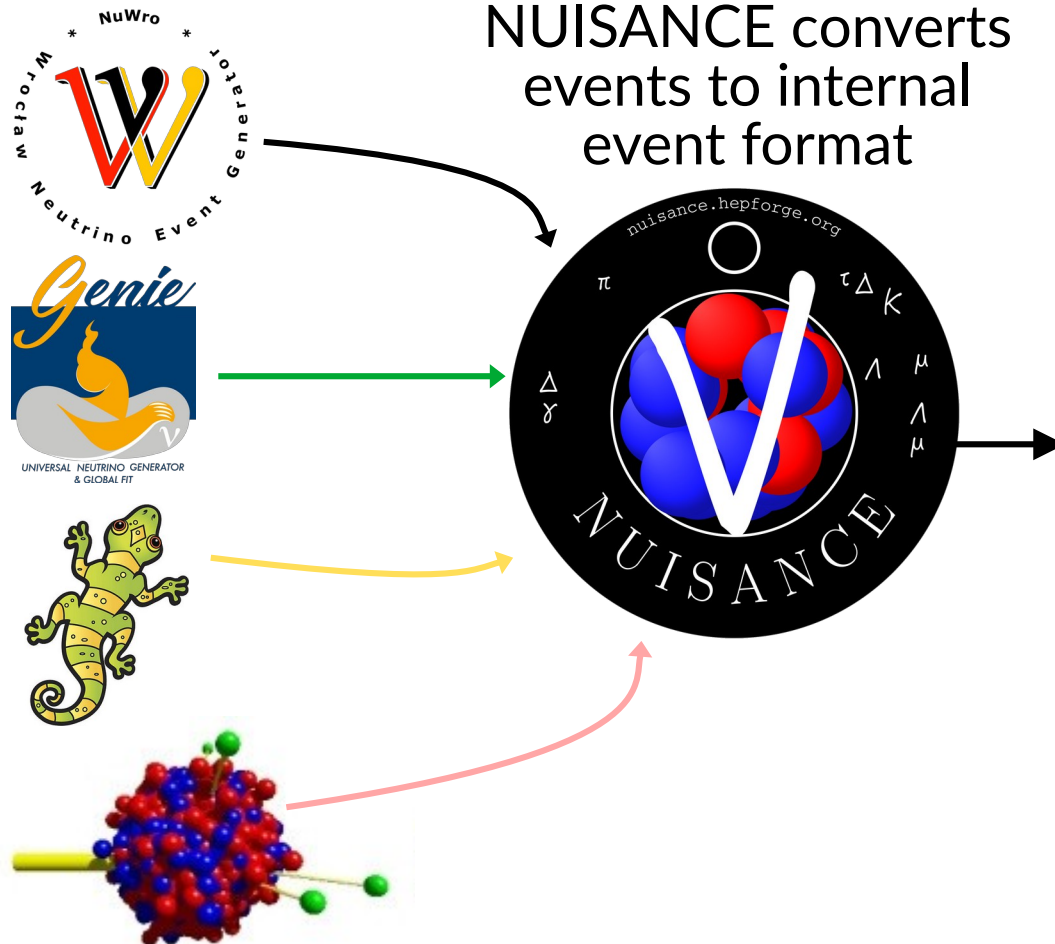 * NuWro *
Wrocław Neutrino Event Generator
NUISANCE converts
events to internal
event format
Genie
ν
UNIVERSAL NEUTRINO GENERATOR
& GLOBAL FIT
nuisance.hepforge.org
π
τ Δ K
Δ
γ
Λ μ
Λ
μ
NUISANCE